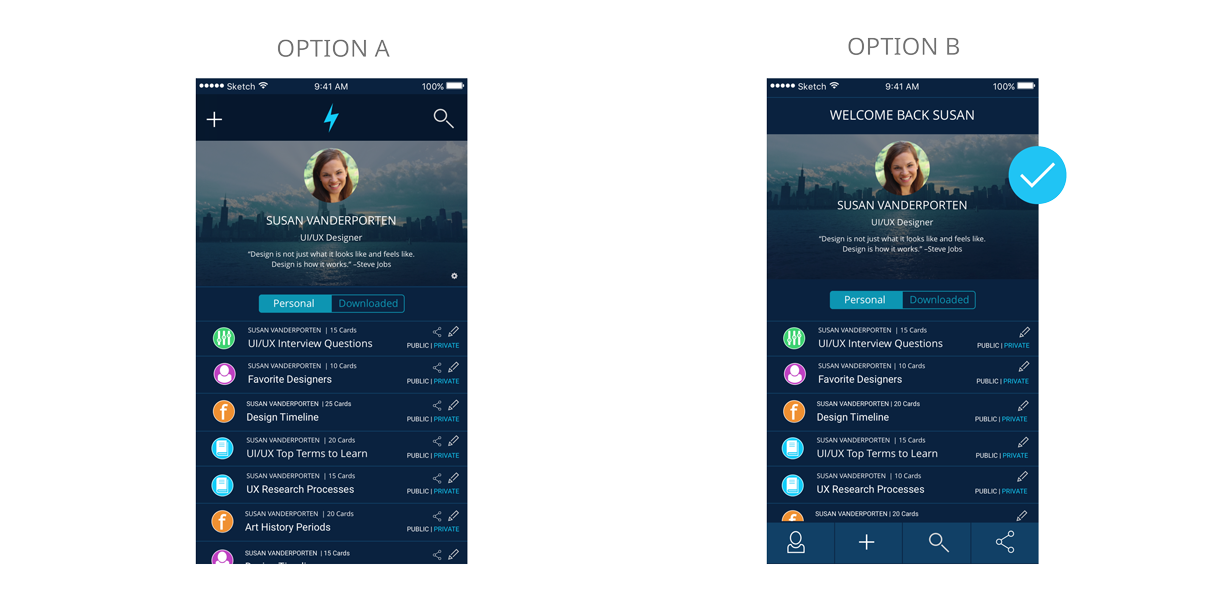 OPTION A
Sketch 9:41 AM 100%
SUSAN VANDERPORTEN
UI/UX Designer
“Design is not just what it looks like and feels like.
Design is how it works.” –Steve Jobs
Personal Downloaded
SUSAN VANDERPORTEN | 15 Cards
UI/UX Interview Questions
PUBLIC | PRIVATE
SUSAN VANDERPORTEN | 10 Cards
Favorite Designers
PUBLIC | PRIVATE
SUSAN VANDERPORTEN | 25 Cards
Design Timeline
PUBLIC | PRIVATE
SUSAN VANDERPORTEN | 20 Cards
UI/UX Top Terms to Learn
PUBLIC | PRIVATE
SUSAN VANDERPOTEN | 15 Cards
UX Research Processes
PUBLIC | PRIVATE
SUSAN VANDERPORTEN | 20 Cards
Art History Periods
PUBLIC | PRIVATE
SUSAN VANDERPORTEN | 15 Cards
OPTION B
Sketch 9:41 AM 100%
WELCOME BACK SUSAN
SUSAN VANDERPORTEN
UI/UX Designer
“Design is not just what it looks like and feels like.
Design is how it works.” –Steve Jobs
Personal Downloaded
SUSAN VANDERPORTEN | 15 Cards
UI/UX Interview Questions
PUBLIC | PRIVATE
SUSAN VANDERPORTEN | 10 Cards
Favorite Designers
PUBLIC | PRIVATE
SUSAN VANDERPORTEN | 20 Cards
Design Timeline
PUBLIC | PRIVATE
SUSAN VANDERPORTEN | 15 Cards
UI/UX Top Terms to Learn
PUBLIC | PRIVATE
SUSAN VANDERPOTEN | 10 Cards
UX Research Processes
PUBLIC | PRIVATE
SUSAN VANDERPORTEN | 20 Cards